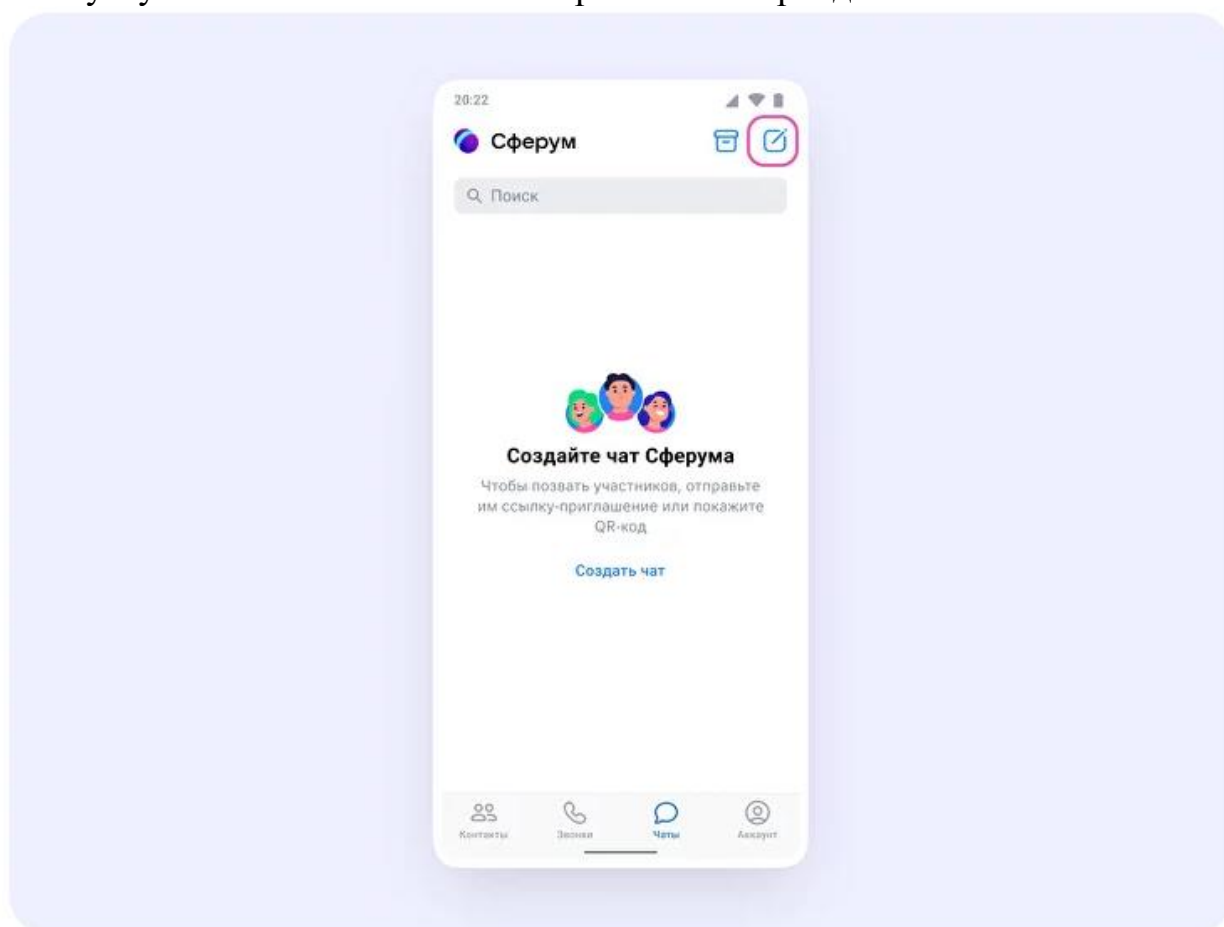 20:22
Сферум
Поиск
Создайте чат Сферума
Чтобы позвать участников, отправьте
им ссылку-приглашение или покажите
QR-код
Создать чат
Контакты Звонки Чаты Аккаунт